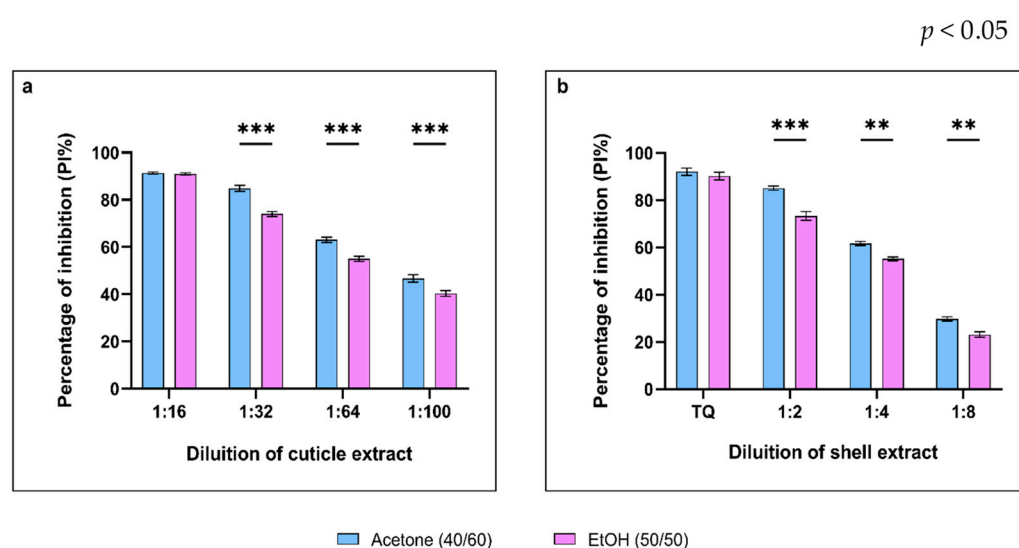 p < 0.05
a
*** *** ***
Percentage of inhibition (PI%)
100
80
60
40
20
0
1:16 1:32 1:64 1:100
Diluition of cuticle extract
b
*** ** **
Percentage of inhibition (PI%)
100
80
60
40
20
0
TQ 1:2 1:4 1:8
Diluition of shell extract
Acetone (40/60) EtOH (50/50)